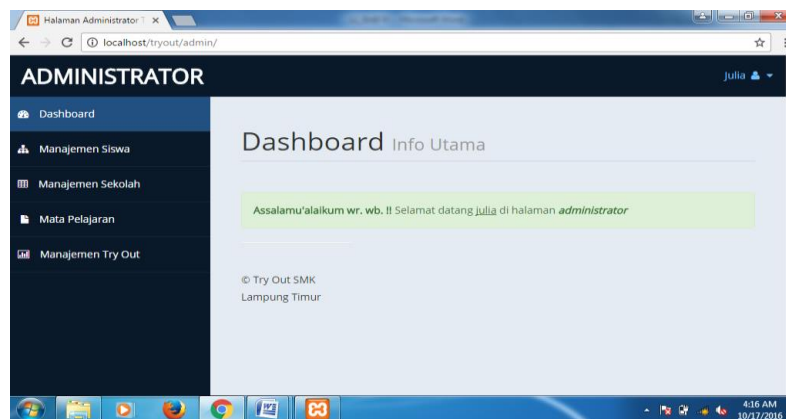 Halaman Administrator T
localhost/tryout/admin/
ADMINISTRATOR
Julia
Dashboard
Manajemen Siswa
Manajemen Sekolah
Mata Pelajaran
Manajemen Try Out
Dashboard Info Utama
Assalamu'alaikum wr. wb. !! Selamat datang julia di halaman administrator
© Try Out SMK
Lampung Timur
4:16 AM
10/17/2016